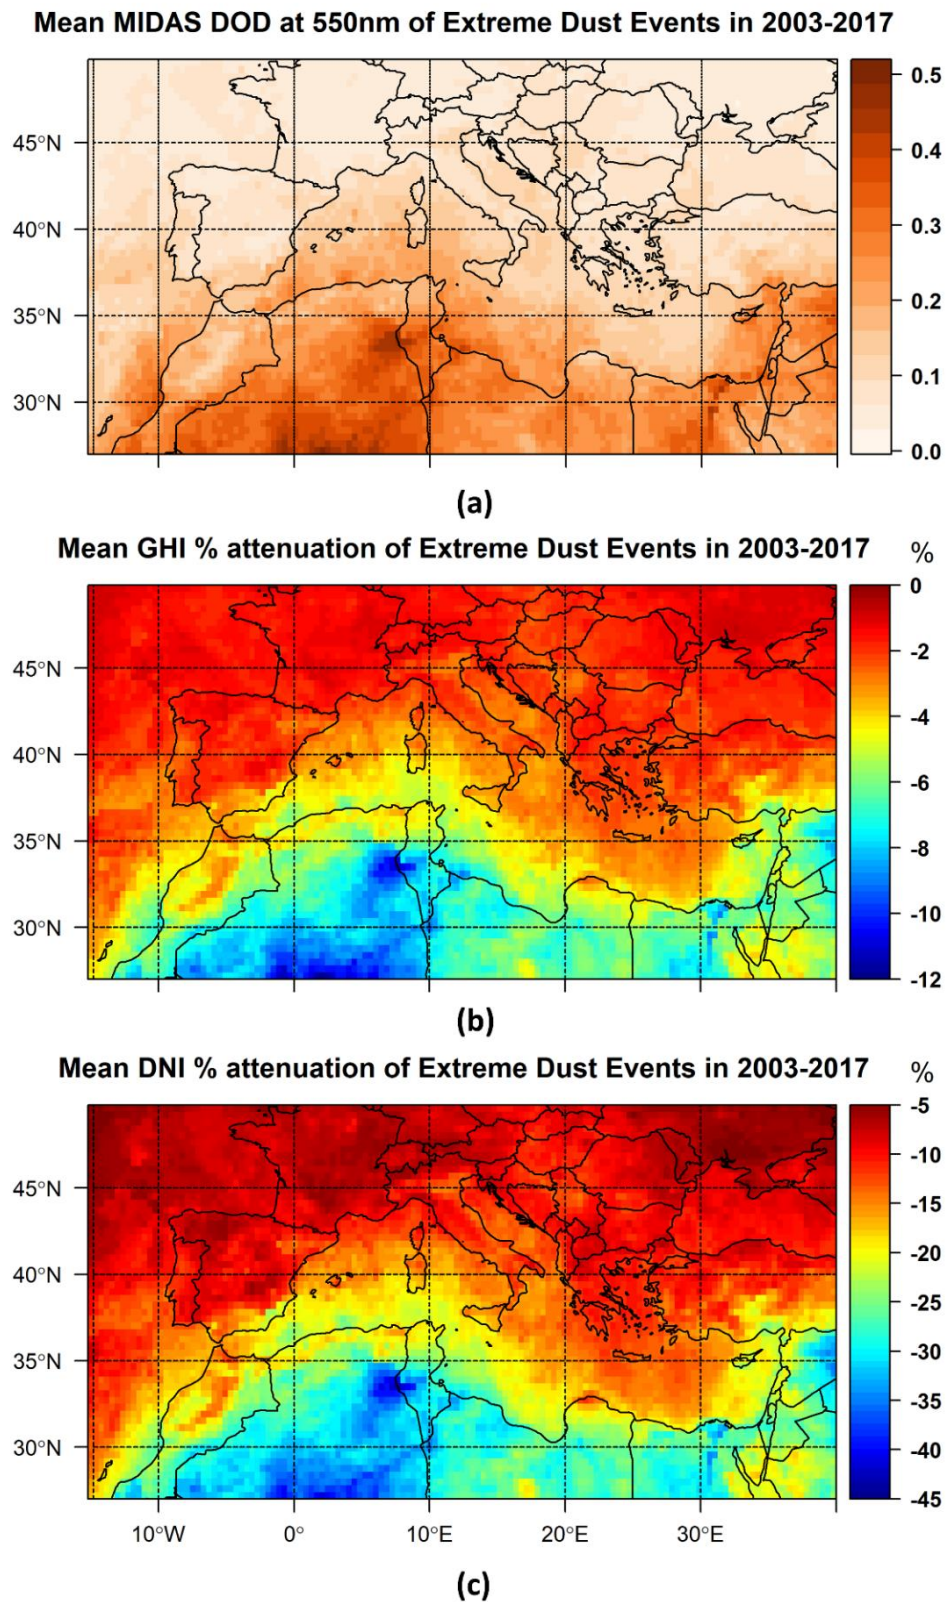 Mean MIDAS DOD at 550nm of Extreme Dust Events in 2003-2017
45°N
40°N
35°N
30°N
0.5
0.4
0.3
0.2
0.1
0.0
(a)
Mean GHI % attenuation of Extreme Dust Events in 2003-2017 %
45°N
40°N
35°N
30°N
0
-2
-4
-6
-8
-10
-12
(b)
Mean DNI % attenuation of Extreme Dust Events in 2003-2017 %
45°N
40°N
35°N
30°N
-5
-10
-15
-20
-25
-30
-35
-40
-45
10°W 0° 10°E 20°E 30°E
(c)